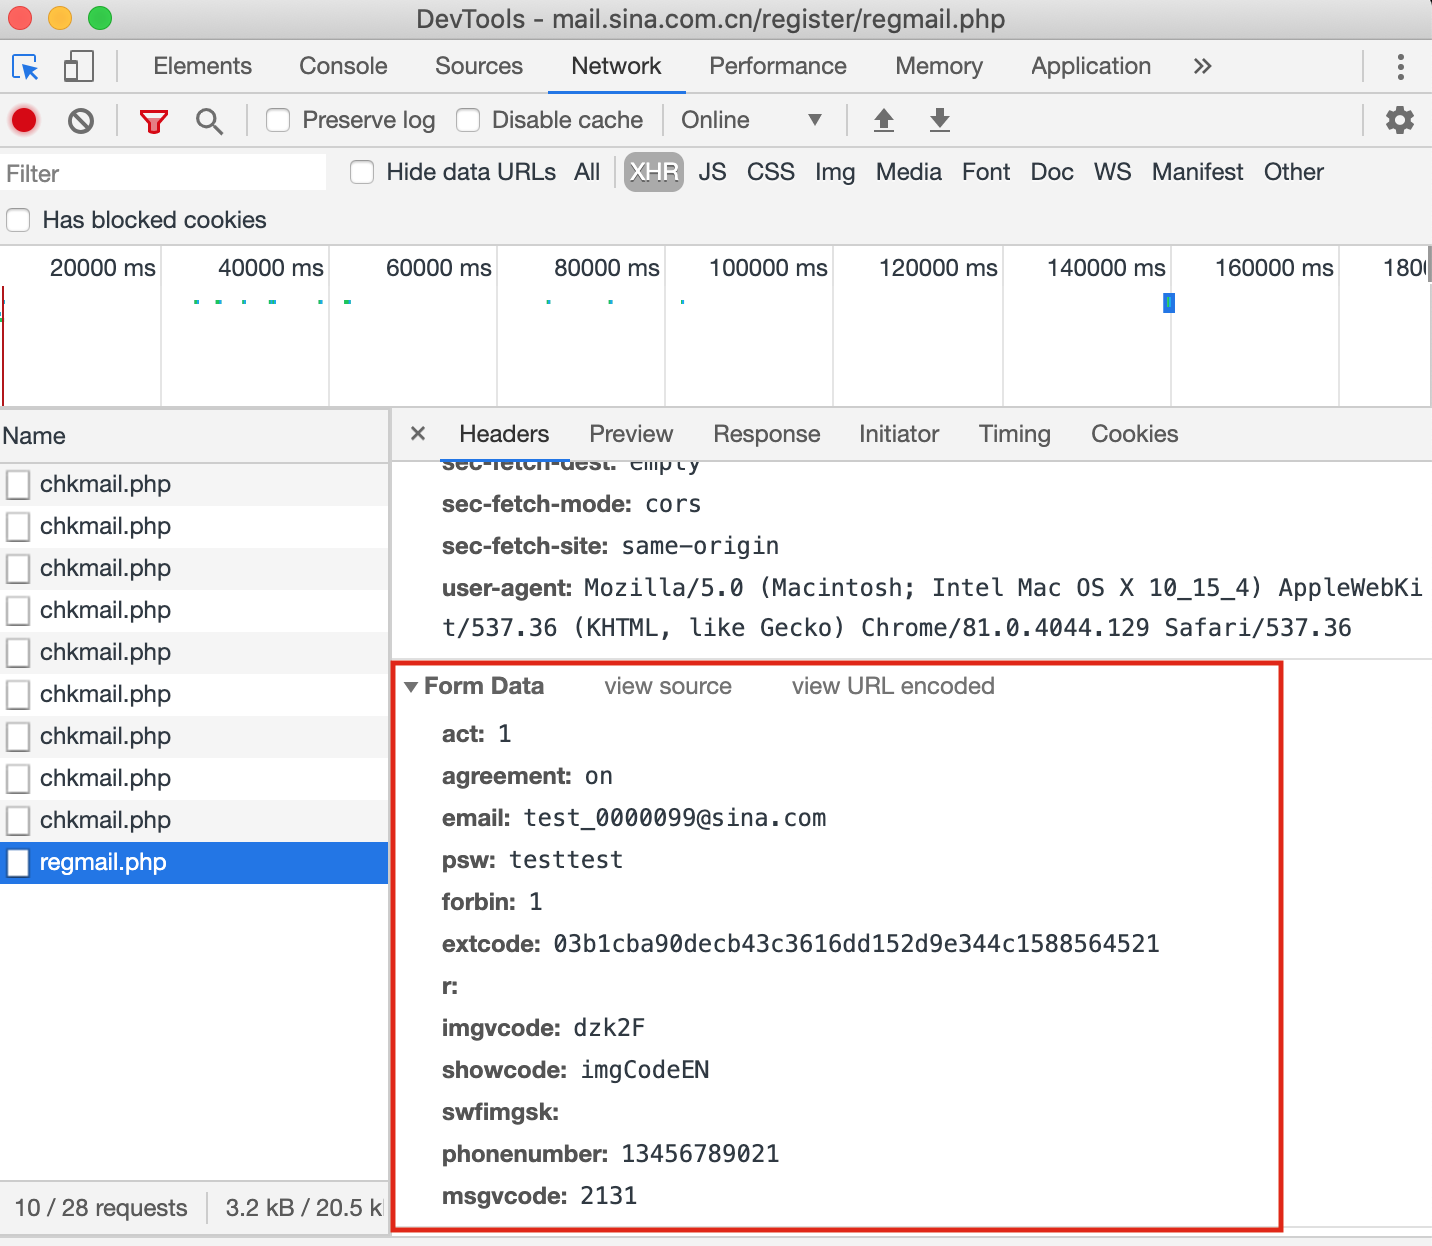 DevTools - mail.sina.com.cn/register/regmail.php
Elements Console Sources Network Performance Memory Application »
Preserve log Disable cache Online ▼
Filter Hide data URLs All XHR JS CSS Img Media Font Doc WS Manifest Other
Has blocked cookies
20000 ms 40000 ms 60000 ms 80000 ms 100000 ms 120000 ms 140000 ms 160000 ms 180
Name
× Headers Preview Response Initiator Timing Cookies
chkmail.php
chkmail.php
chkmail.php
chkmail.php
chkmail.php
chkmail.php
chkmail.php
chkmail.php
chkmail.php
regmail.php
sec-fetch-dest: empty
sec-fetch-mode: cors
sec-fetch-site: same-origin
user-agent: Mozilla/5.0 (Macintosh; Intel Mac OS X 10_15_4) AppleWebKi
t/537.36 (KHTML, like Gecko) Chrome/81.0.4044.129 Safari/537.36
▼ Form Data view source view URL encoded
act: 1
agreement: on
email: test_0000099@sina.com
psw: testtest
forbin: 1
extcode: 03b1cba90decb43c3616dd152d9e344c1588564521
r:
imgvcode: dzk2F
showcode: imgCodeEN
swfimgsk:
phonenumber: 13456789021
msgvcode: 2131
10 / 28 requests 3.2 kB / 20.5 k